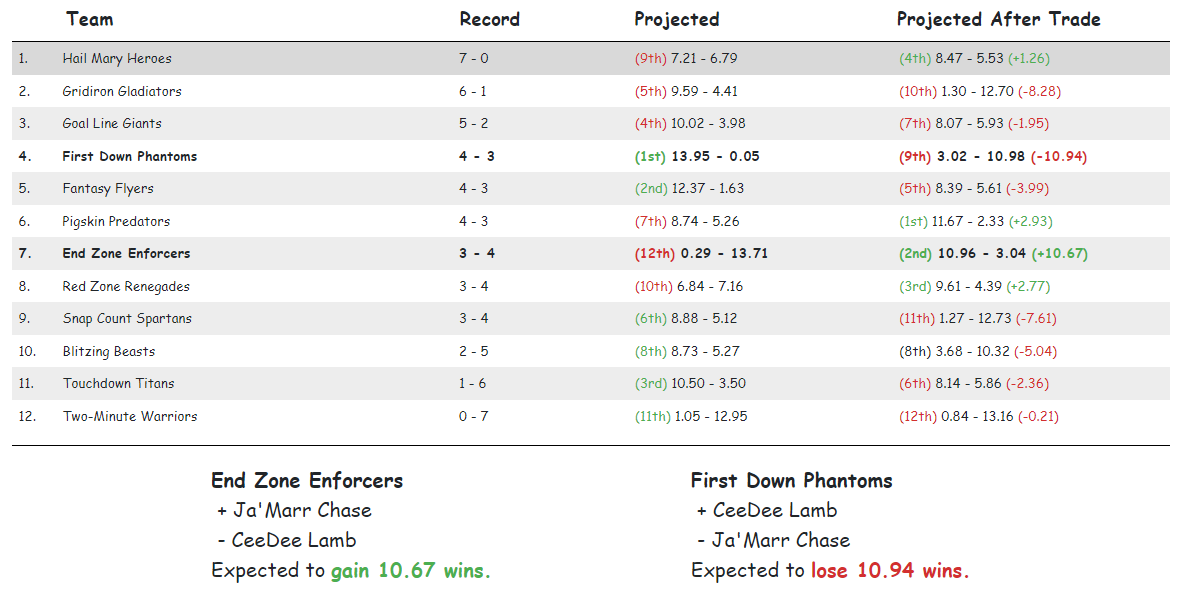 Team Record Projected Projected After Trade
1. Hail Mary Heroes 7 - 0 (9th) 7.21 - 6.79 (4th) 8.47 - 5.53 (+1.26)
2. Gridiron Gladiators 6 - 1 (5th) 9.59 - 4.41 (10th) 1.30 - 12.70 (-8.28)
3. Goal Line Giants 5 - 2 (4th) 10.02 - 3.98 (7th) 8.07 - 5.93 (-1.95)
4. First Down Phantoms 4 - 3 (1st) 13.95 - 0.05 (9th) 3.02 - 10.98 (-10.94)
5. Fantasy Flyers 4 - 3 (2nd) 12.37 - 1.63 (5th) 8.39 - 5.61 (-3.99)
6. Pigskin Predators 4 - 3 (7th) 8.74 - 5.26 (1st) 11.67 - 2.33 (+2.93)
7. End Zone Enforcers 3 - 4 (12th) 0.29 - 13.71 (2nd) 10.96 - 3.04 (+10.67)
8. Red Zone Renegades 3 - 4 (10th) 6.84 - 7.16 (3rd) 9.61 - 4.39 (+2.77)
9. Snap Count Spartans 3 - 4 (6th) 8.88 - 5.12 (11th) 1.27 - 12.73 (-7.61)
10. Blitzing Beasts 2 - 5 (8th) 8.73 - 5.27 (8th) 3.68 - 10.32 (-5.04)
11. Touchdown Titans 1 - 6 (3rd) 10.50 - 3.50 (6th) 8.14 - 5.86 (-2.36)
12. Two-Minute Warriors 0 - 7 (11th) 1.05 - 12.95 (12th) 0.84 - 13.16 (-0.21)
End Zone Enforcers
+ Ja'Marr Chase
- CeeDee Lamb
Expected to gain 10.67 wins.
First Down Phantoms
+ CeeDee Lamb
- Ja'Marr Chase
Expected to lose 10.94 wins.